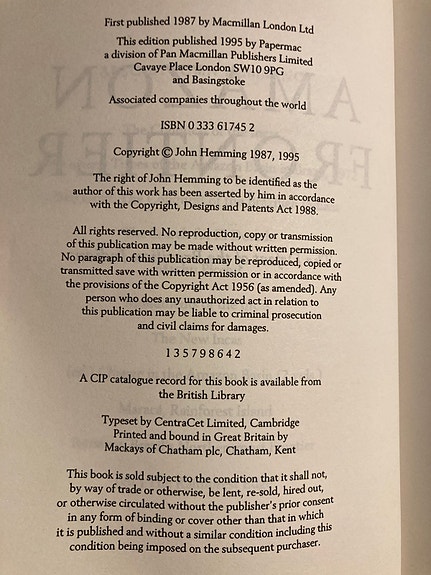 First published 1987 by Macmillan London Ltd
This edition published 1995 by Papermac
a division of Pan Macmillan Publishers Limited
Cavaye Place London SW10 9PG
and Basingstoke
Associated companies throughout the world
ISBN 0 333 61745 2
Copyright © John Hemming 1987, 1995
The right of John Hemming to be identified as the
author of this work has been asserted by him in accordance
with the Copyright, Designs and Patents Act 1988.
All rights reserved. No reproduction, copy or transmission
of this publication may be made without written permission.
No paragraph of this publication may be reproduced, copied or
transmitted save with written permission or in accordance with
the provisions of the Copyright Act 1956 (as amended). Any
person who does any unauthorized act in relation to
this publication may be liable to criminal prosecution
and civil claims for damages.
1 3 5 7 9 8 6 4 2
A CIP catalogue record for this book is available from
the British Library
Typeset by CentraCet Limited, Cambridge
Printed and bound in Great Britain by
Mackays of Chatham plc, Chatham, Kent
This book is sold subject to the condition that it shall not,
by way of trade or otherwise, be lent, re-sold, hired out,
or otherwise circulated without the publisher's prior consent
in any form of binding or cover other than that in which
it is published and without a similar condition including this
condition being imposed on the subsequent purchaser.